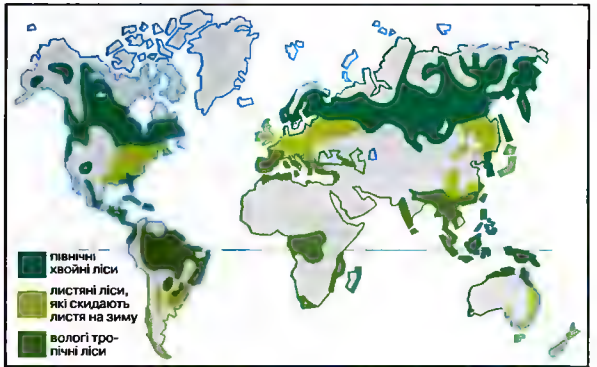 північні
хвойні ліси
листяні ліси,
які скидають
листя на зиму
вологі тро-
пічні ліси